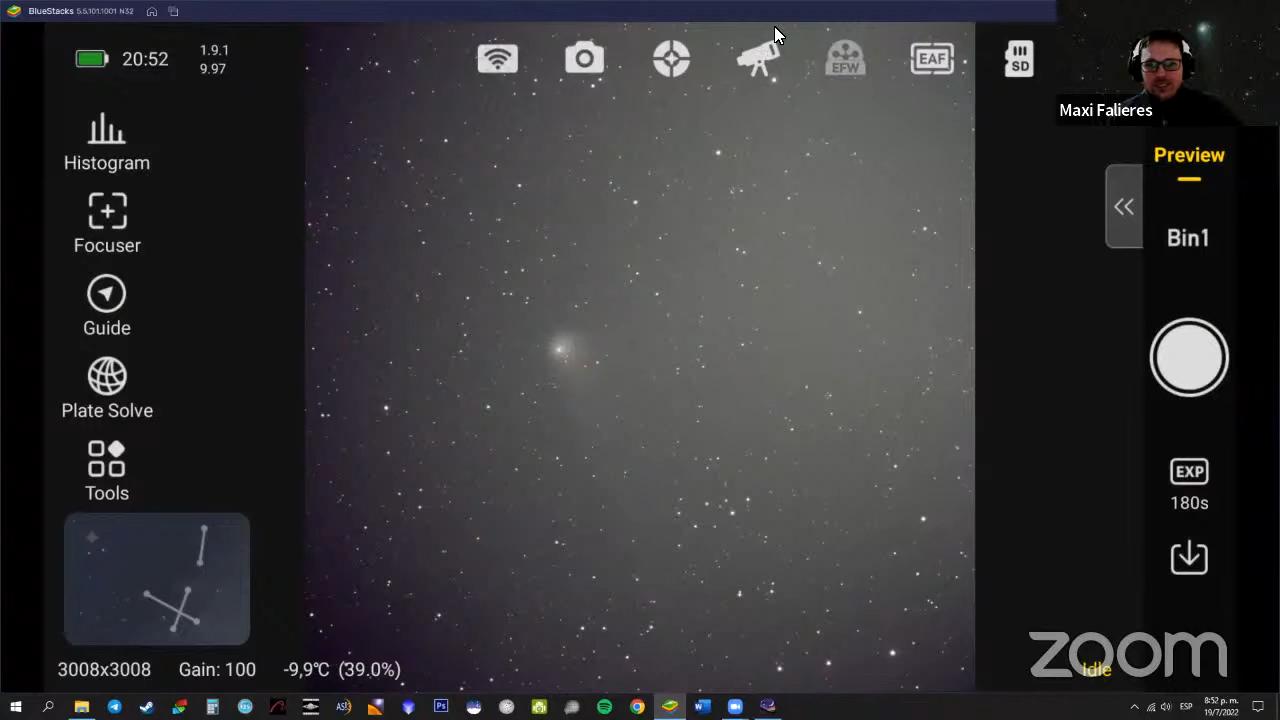 BlueStacks 5.5.101.1001 N32
20:52
1.9.1
9.97
EFW
EAF
SD
Maxi Falieres
Histogram
Preview
Focuser
Bin1
Guide
Plate Solve
EXP
Tools
180s
3008x3008 Gain: 100 -9,9℃ (39.0%)
Idle
zoom
ESP
8:52 p. m.
19/7/2022